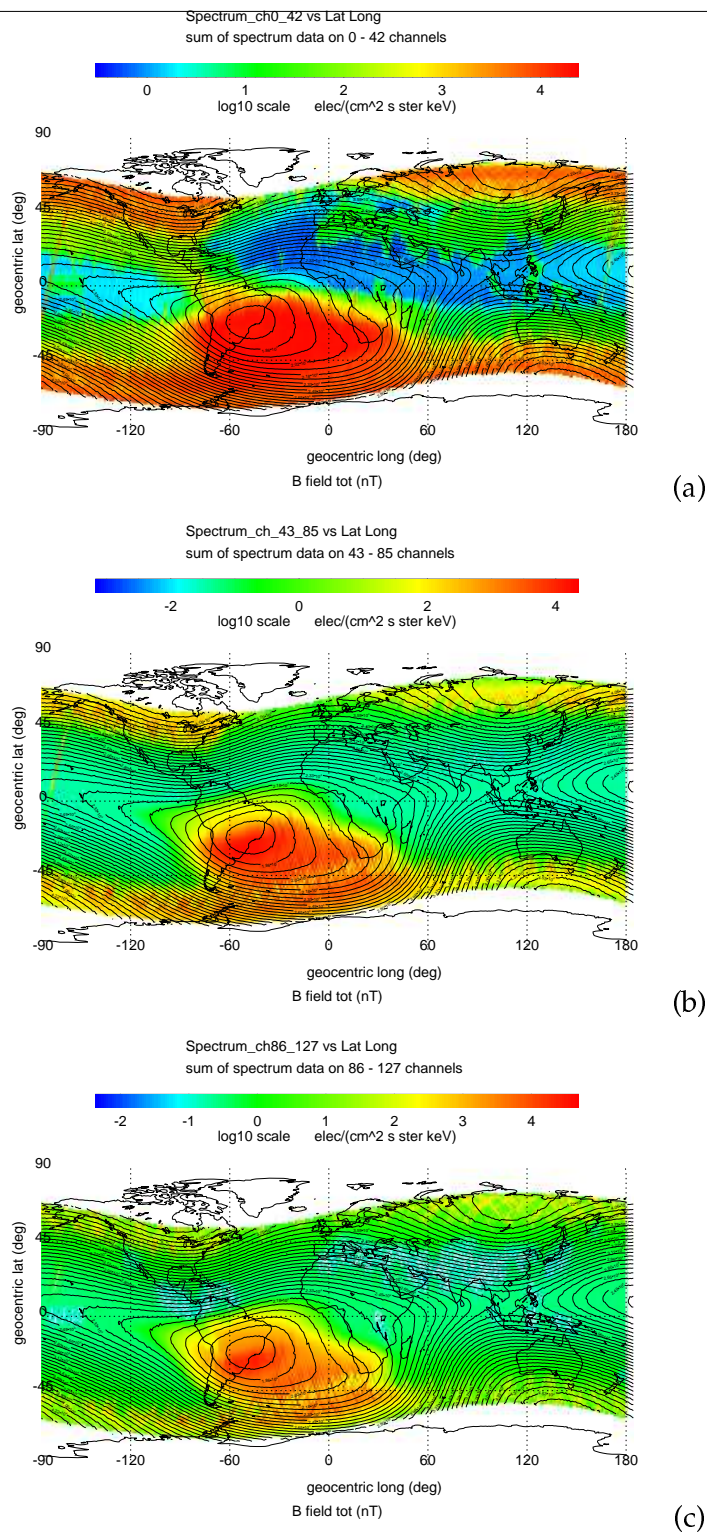 Spectrum_ch0_42 vs Lat Long
sum of spectrum data on 0 - 42 channels
0 1 2 3 4
log10 scale elec/(cm^2 s ster keV)
90
45
0
-45
-90 -120 -60 0 60 120 180
geocentric lat (deg)
geocentric long (deg)
B field tot (nT)
(a)
Spectrum_ch_43_85 vs Lat Long
sum of spectrum data on 43 - 85 channels
-2 0 2 4
log10 scale elec/(cm^2 s ster keV)
90
45
0
-45
-90 -120 -60 0 60 120 180
geocentric lat (deg)
geocentric long (deg)
B field tot (nT)
(b)
Spectrum_ch86_127 vs Lat Long
sum of spectrum data on 86 - 127 channels
-2 -1 0 1 2 3 4
log10 scale elec/(cm^2 s ster keV)
90
45
0
-45
-90 -120 -60 0 60 120 180
geocentric lat (deg)
geocentric long (deg)
B field tot (nT)
(c)